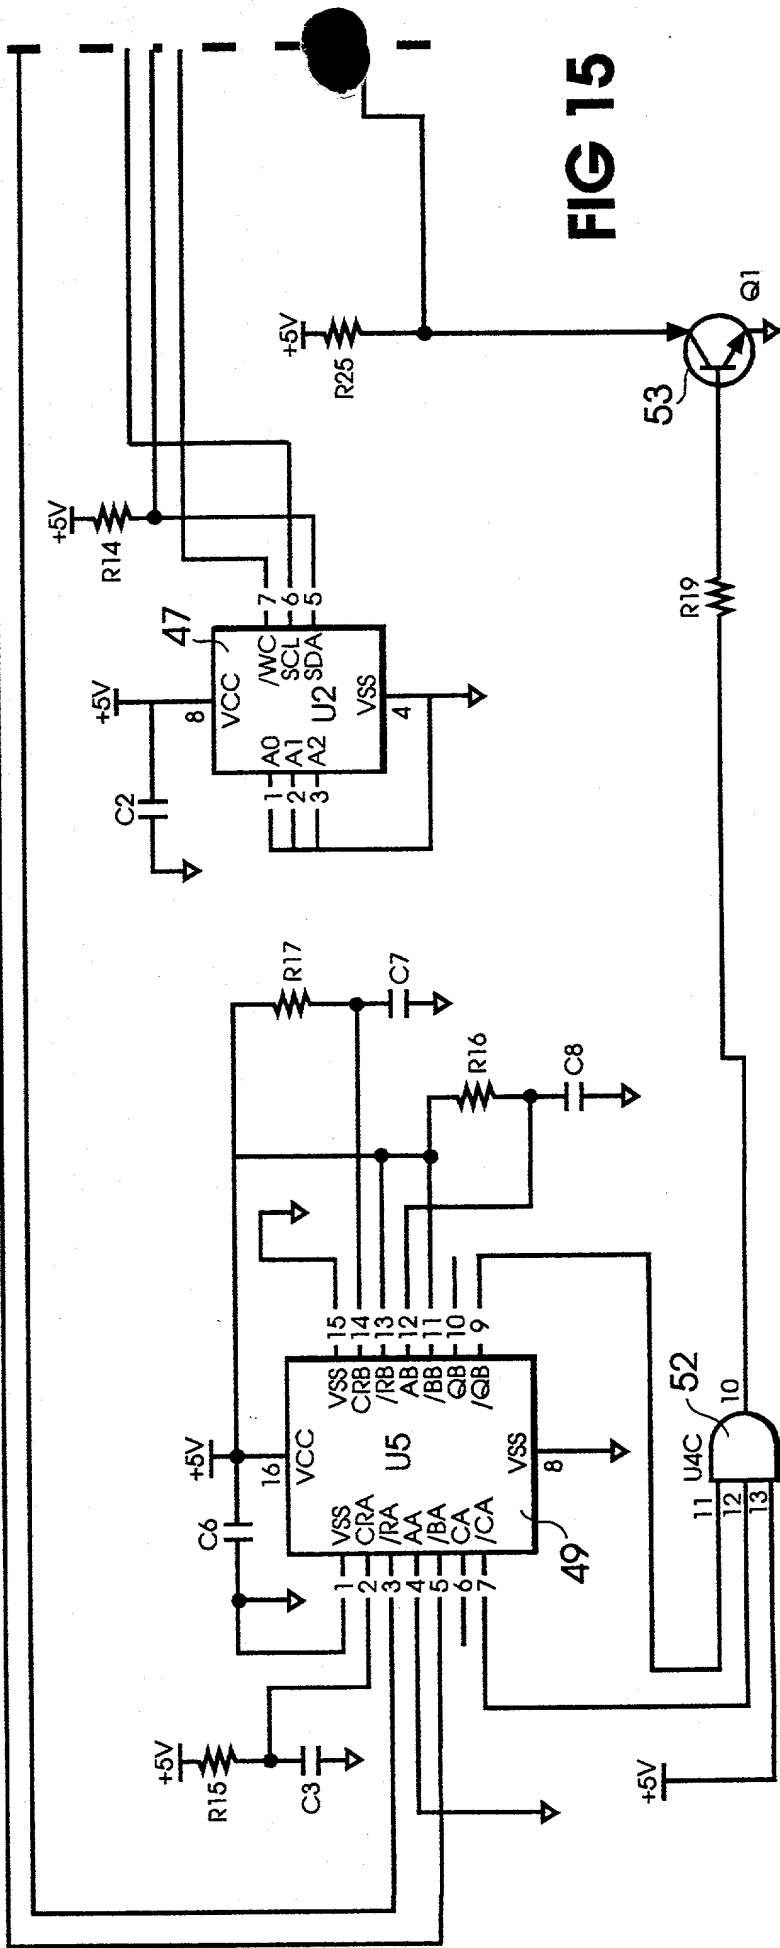 FIG 15
+5V
R14
+5V
R25
Q1
53
R19
47
+5V
C2
8
VCC
/WC
SCL
SDA
7
6
5
U2
A0
A1
A2
1
2
3
VSS
4
R17
C7
R16
C8
+5V
C6
16
VCC
U5
VSS
CRB
/RB
AB
/BB
QB
/QB
15
14
13
12
11
10
9
VSS
CRA
/RA
AA
/BA
CA
/CA
1
2
3
4
5
6
7
VSS
8
49
+5V
R15
C3
52
U4C
10
11
12
13
+5V